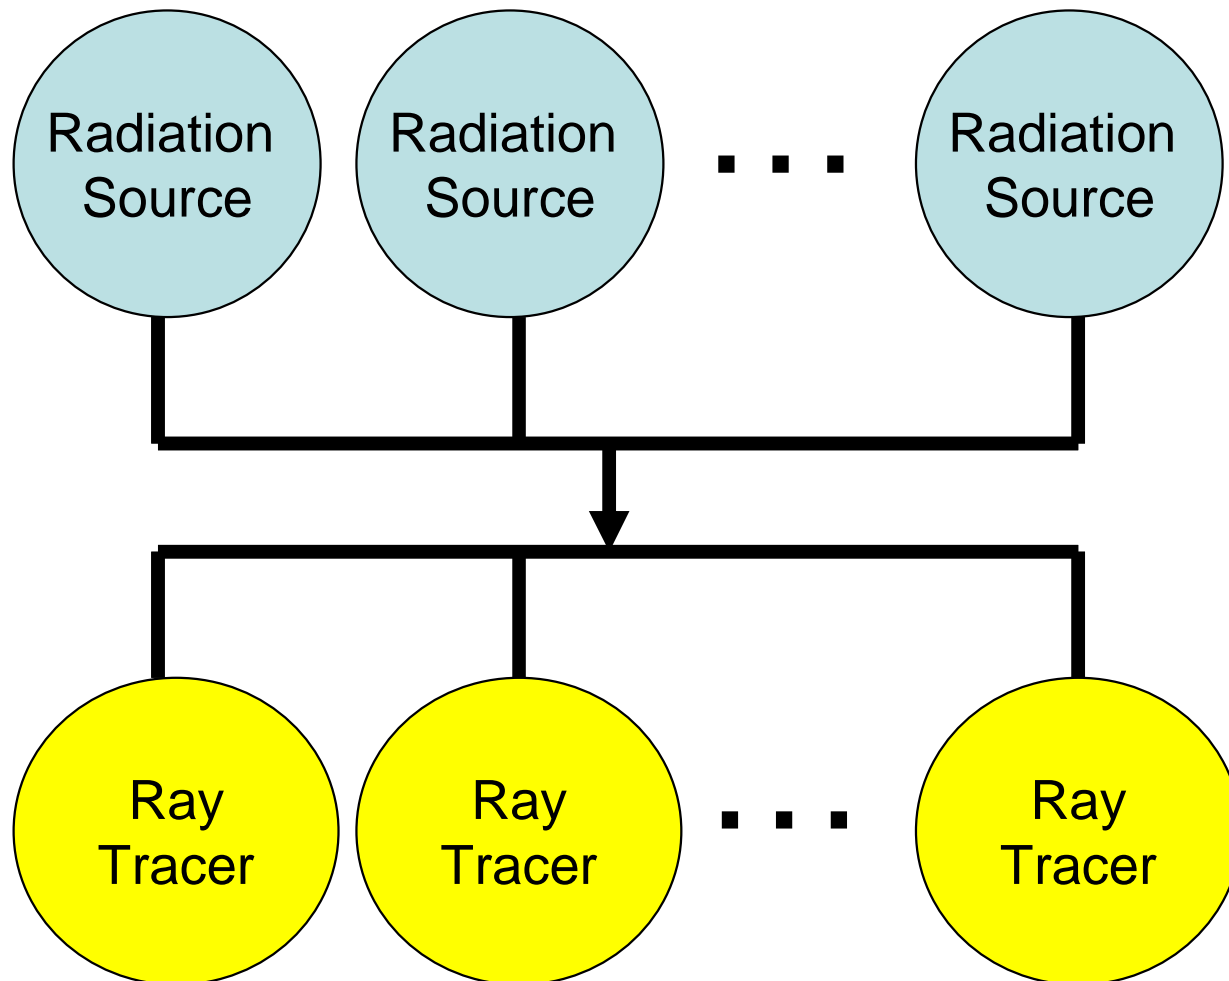 Radiation
Source
Radiation
Source
. . .
Radiation
Source
Ray
Tracer
Ray
Tracer
. . .
Ray
Tracer